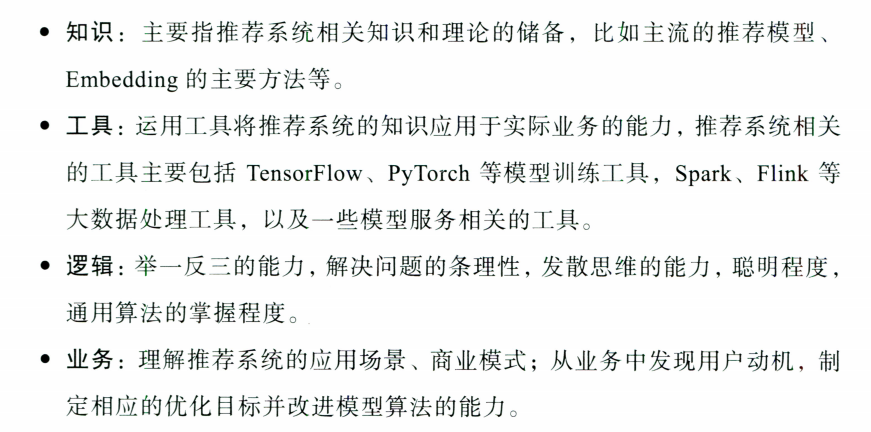 • 知识：主要指推荐系统相关知识和理论的储备，比如主流的推荐模型、
Embedding 的主要方法等。
• 工具：运用工具将推荐系统的知识应用于实际业务的能力，推荐系统相关
的工具主要包括 TensorFlow、PyTorch 等模型训练工具，Spark、Flink 等
大数据处理工具，以及一些模型服务相关的工具。
• 逻辑：举一反三的能力，解决问题的条理性，发散思维的能力，聪明程度，
通用算法的掌握程度。
• 业务：理解推荐系统的应用场景、商业模式；从业务中发现用户动机，制
定相应的优化目标并改进模型算法的能力。